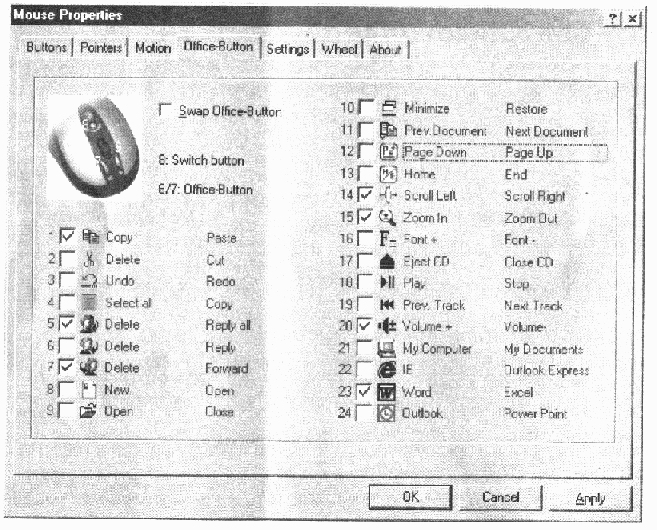 Mouse Properties
? x
Buttons Pointers Motion Office-Button Settings Wheel About
Swap Office-Button
8: Switch button
6/7: Office-Button
1 Copy Paste
2 Delete Cut
3 Undo Redo
4 Select all Copy
5 Delete Reply all
6 Delete Reply
7 Delete Forward
8 New Open
9 Open Close
10 Minimize Restore
11 Prev. Document Next Document
12 Page Down Page Up
13 Home End
14 Scroll Left Scroll Right
15 Zoom In Zoom Out
16 Font + Font -
17 Eject CD Close CD
18 Play Stop
19 Prev. Track Next Track
20 Volume + Volume-
21 My Computer My Documents
22 IE Outlook Express
23 Word Excel
24 Outlook Power Point
OK Cancel Apply